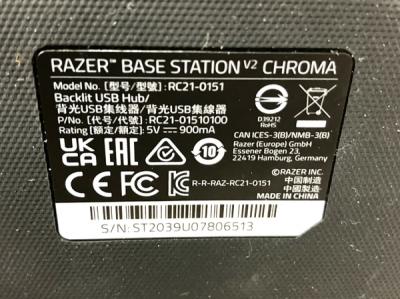 RAZER™ BASE STATION V2 CHROMA
Model No. [型号/型號]: RC21-0151
Backlit USB Hub/
背光USB集线器/背光USB集線器
P/No. [代号/代號]: RC21-01510100
Rating [额定/額定] 5V⎓900mA
D39212
RoHS
CAN ICES-3(B)/NMB-3(B)
Razer (Europe) GmbH
Essener Bogen 23,
22419 Hamburg, Germany
UK
CA
EAC
10
CE FC
R-R-RAZ-RC21-0151
©RAZER INC.
中国制造
中國製造
MADE IN CHINA
S/N: ST2039U07806513